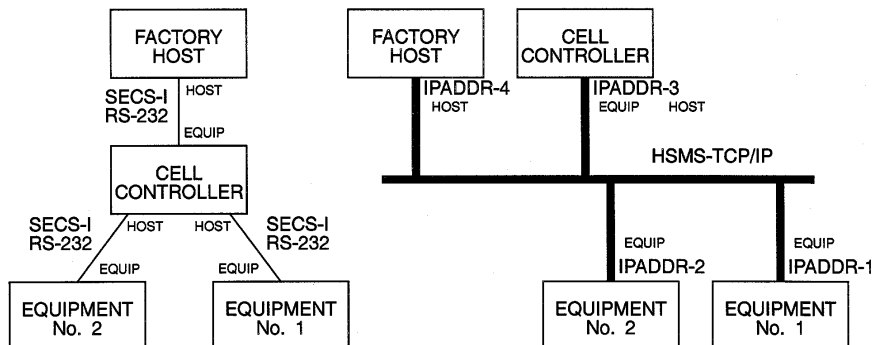 FACTORY
HOST
SECS-I
RS-232
HOST
EQUIP
CELL
CONTROLLER
SECS-I
RS-232
HOST
HOST
SECS-I
RS-232
EQUIP
EQUIP
EQUIPMENT
No. 2
EQUIPMENT
No. 1
FACTORY
HOST
CELL
CONTROLLER
IPADDR-4
HOST
IPADDR-3
EQUIP HOST
HSMS-TCP/IP
EQUIP
IPADDR-2
EQUIP
IPADDR-1
EQUIPMENT
No. 2
EQUIPMENT
No. 1